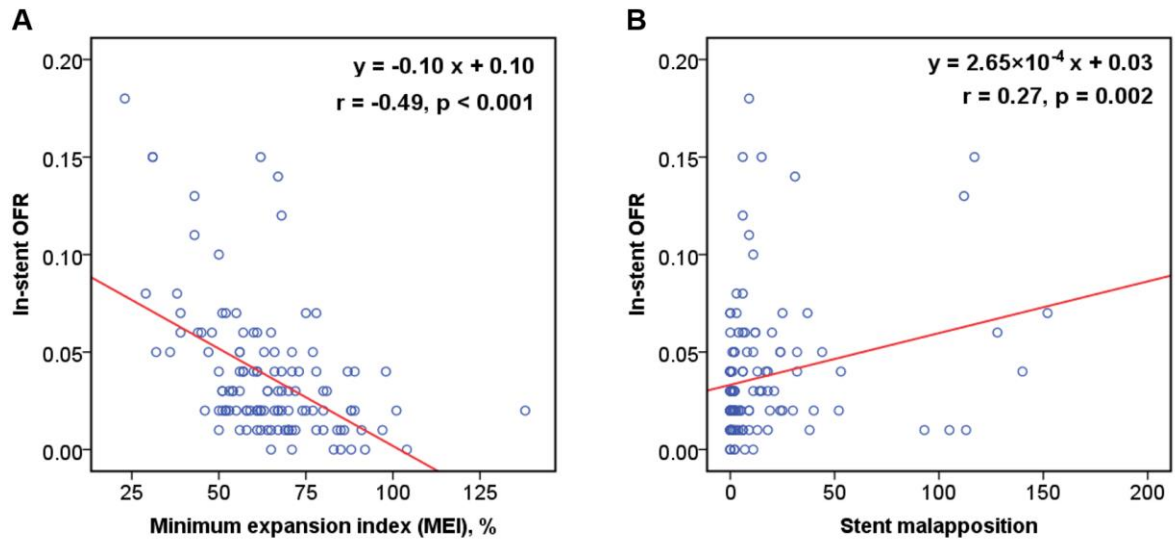 A
y = -0.10 x + 0.10
r = -0.49, p < 0.001
In-stent OFR
0.20
0.15
0.10
0.05
0.00
25 50 75 100 125
Minimum expansion index (MEI), %
B
y = 2.65×10⁻⁴ x + 0.03
r = 0.27, p = 0.002
In-stent OFR
0.20
0.15
0.10
0.05
0.00
0 50 100 150 200
Stent malapposition